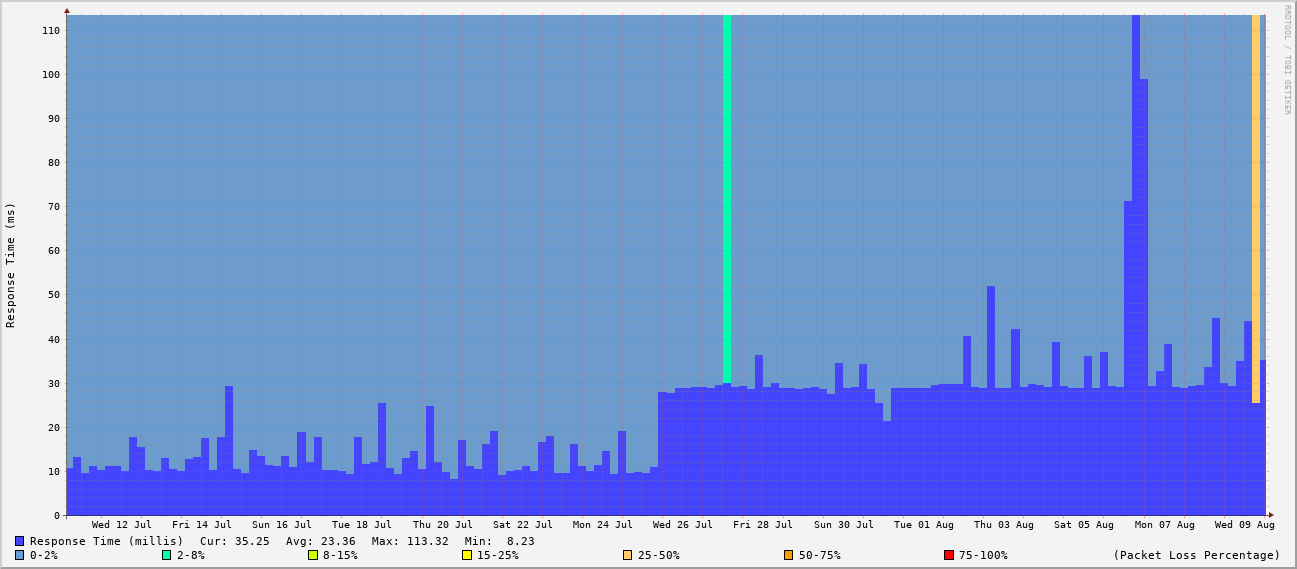 RRDTOOL / TOBI OETIKER
Response Time (ms)
110
100
90
80
70
60
50
40
30
20
10
0
Wed 12 Jul Fri 14 Jul Sun 16 Jul Tue 18 Jul Thu 20 Jul Sat 22 Jul Mon 24 Jul Wed 26 Jul Fri 28 Jul Sun 30 Jul Tue 01 Aug Thu 03 Aug Sat 05 Aug Mon 07 Aug Wed 09 Aug
Response Time (millis) Cur: 35.25 Avg: 23.36 Max: 113.32 Min: 8.23
0-2% 2-8% 8-15% 15-25% 25-50% 50-75% 75-100% (Packet Loss Percentage)